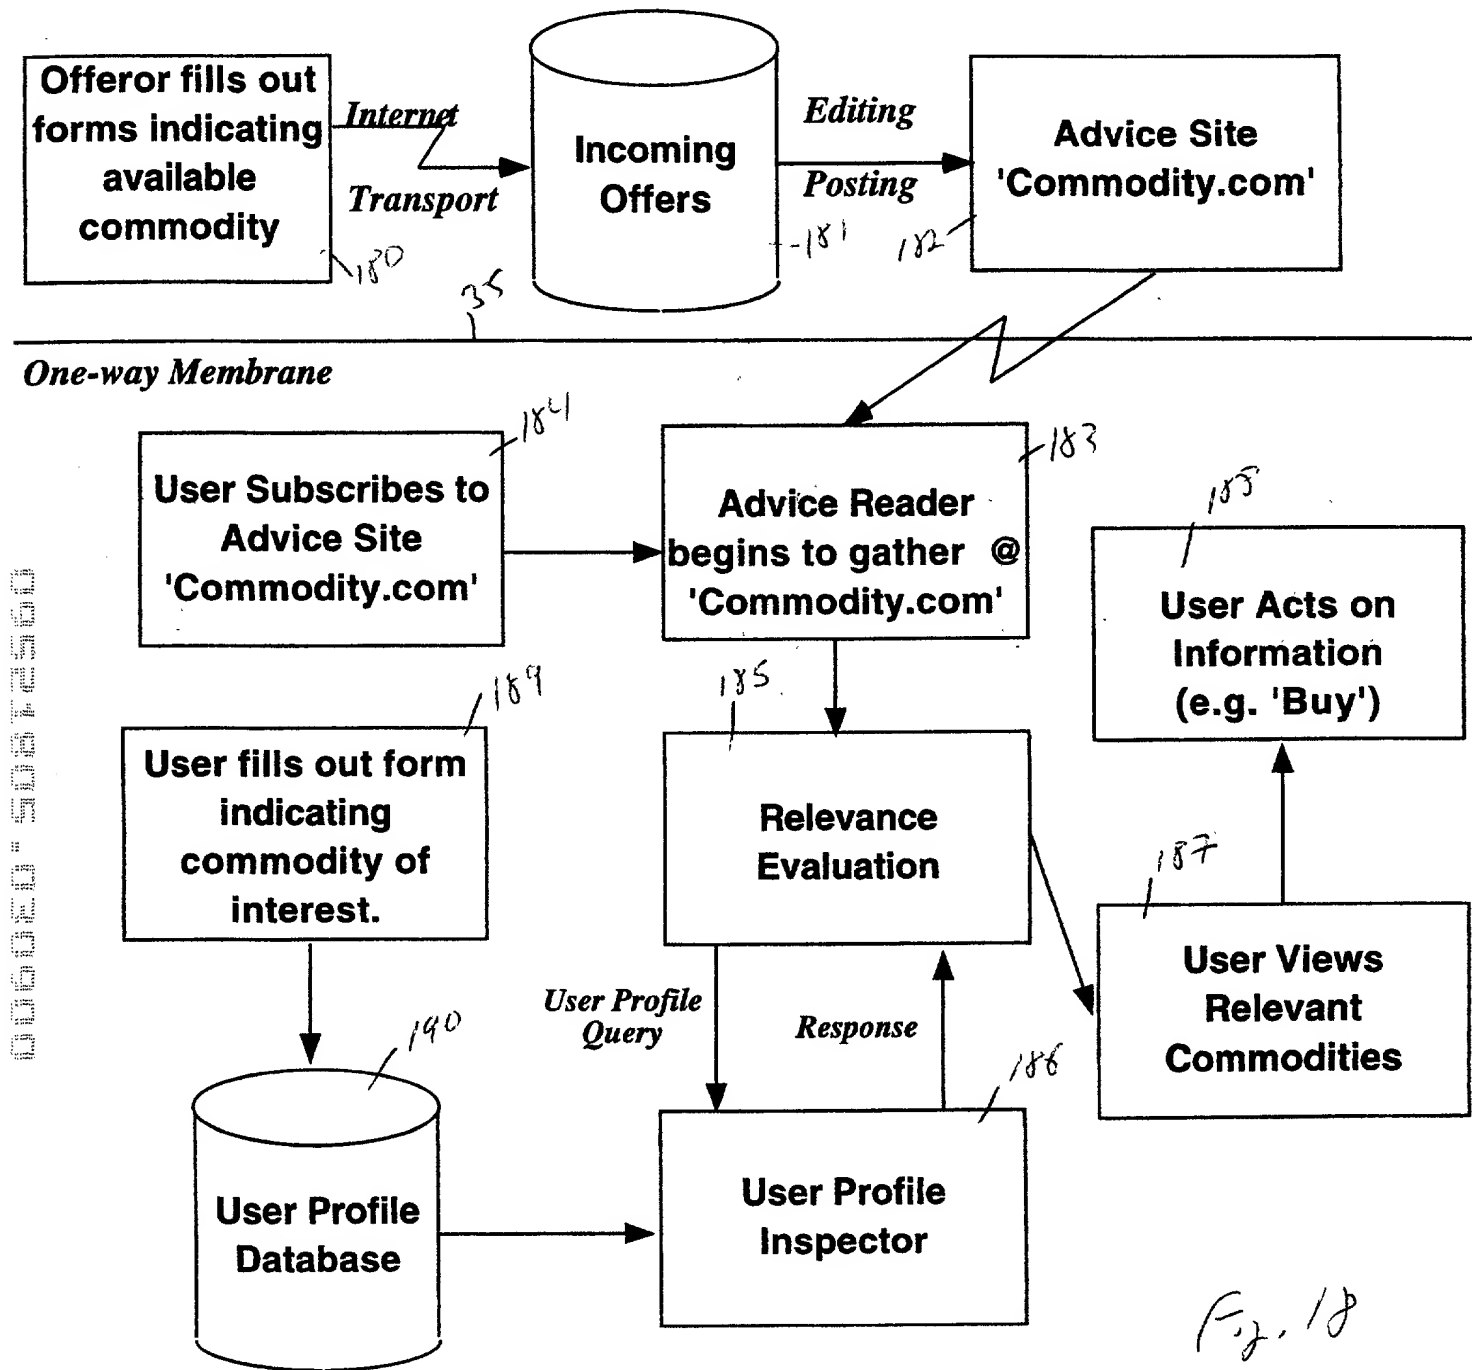 Offeror fills out
forms indicating
available
commodity
180
Internet
Transport
Incoming
Offers
181
Editing
Posting
Advice Site
'Commodity.com'
182
35
One-way Membrane
184
User Subscribes to
Advice Site
'Commodity.com'
183
Advice Reader
begins to gather @
'Commodity.com'
188
User Acts on
Information
(e.g. 'Buy')
189
User fills out form
indicating
commodity of
interest.
185
Relevance
Evaluation
187
User Views
Relevant
Commodities
User Profile
Query
Response
190
User Profile
Database
186
User Profile
Inspector
Fig. 18